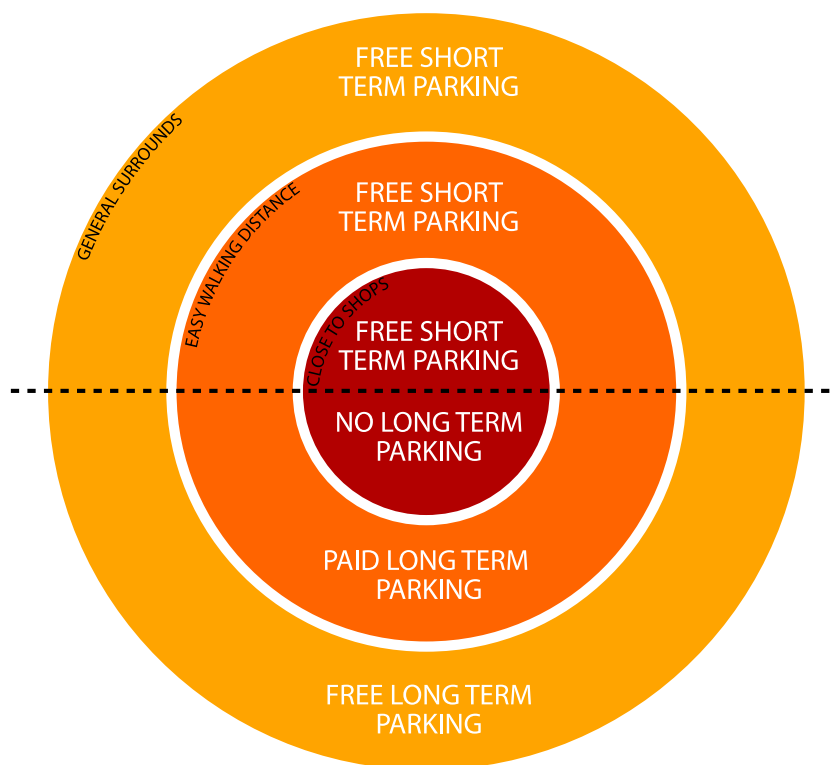 FREE SHORT
TERM PARKING
GENERAL SURROUNDS
FREE SHORT
TERM PARKING
EASY WALKING DISTANCE
CLOSE TO SHOPS
FREE SHORT
TERM PARKING
NO LONG TERM
PARKING
PAID LONG TERM
PARKING
FREE LONG TERM
PARKING